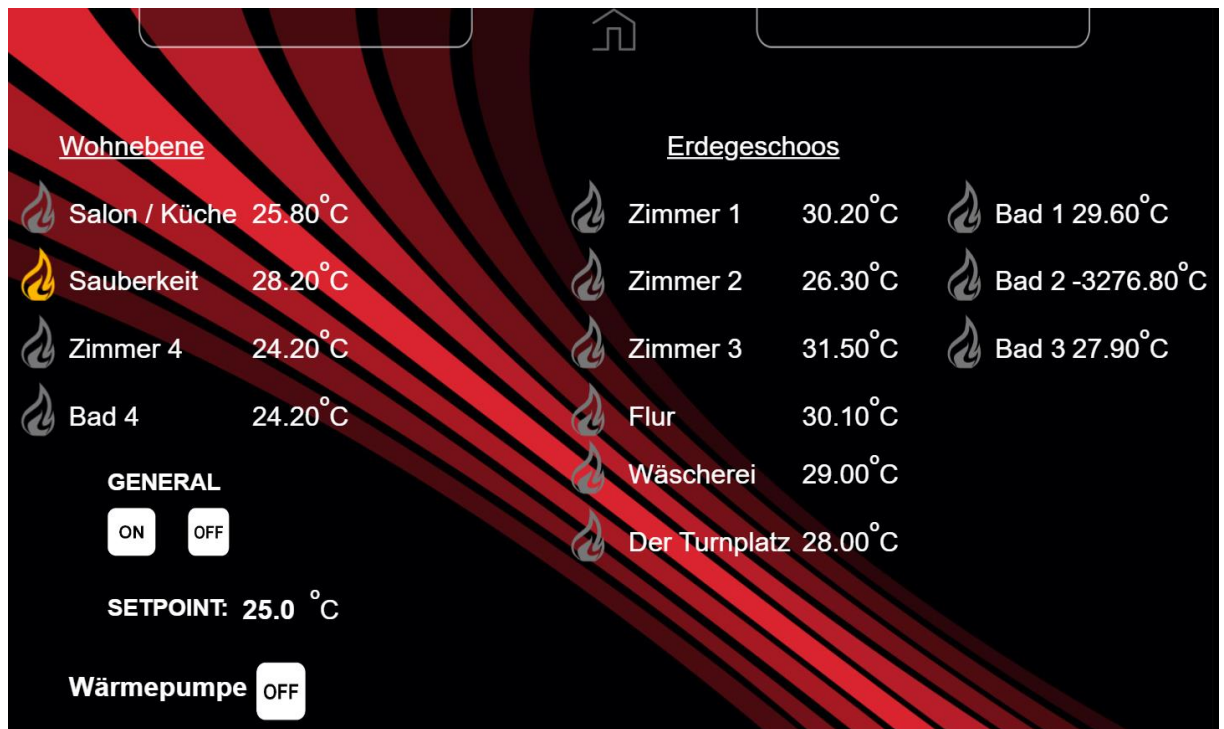 Wohnebene
Salon / Küche 25.80°C
Sauberkeit 28.20°C
Zimmer 4 24.20°C
Bad 4 24.20°C
GENERAL
ON OFF
SETPOINT: 25.0 °C
Wärmepumpe OFF
Erdegeschoos
Zimmer 1 30.20°C Bad 1 29.60°C
Zimmer 2 26.30°C Bad 2 -3276.80°C
Zimmer 3 31.50°C Bad 3 27.90°C
Flur 30.10°C
Wäscherei 29.00°C
Der Turnplatz 28.00°C